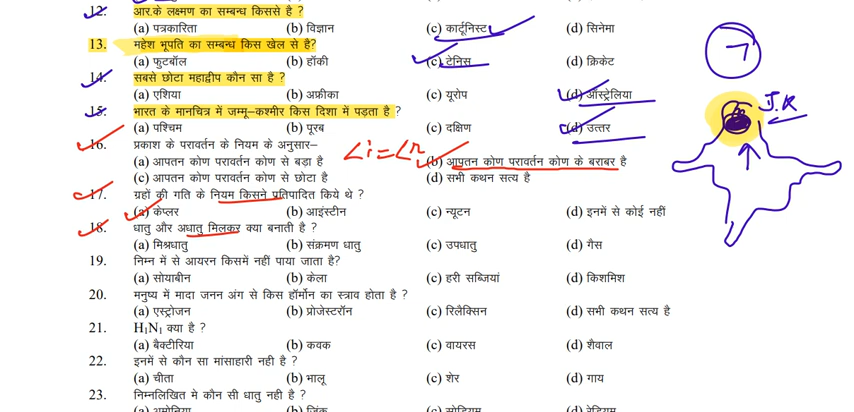 12. आर.के लक्ष्मण का सम्बन्ध किससे है ?
(a) पत्रकारिता (b) विज्ञान (c) कार्टूनिस्ट (d) सिनेमा
13. महेश भूपति का सम्बन्ध किस खेल से है?
(a) फुटबॉल (b) हॉकी (c) टेनिस (d) क्रिकेट
14. सबसे छोटा महाद्वीप कौन सा है ?
(a) एशिया (b) अफ्रीका (c) यूरोप (d) ऑस्ट्रेलिया
15. भारत के मानचित्र में जम्मू–कश्मीर किस दिशा में पड़ता है ?
(a) पश्चिम (b) पूरब (c) दक्षिण (d) उत्तर
J.K
16. प्रकाश के परावर्तन के नियम के अनुसार–
(a) आपतन कोण परावर्तन कोण से बड़ा है (b) आपतन कोण परावर्तन कोण के बराबर है
∠i=∠r
(c) आपतन कोण परावर्तन कोण से छोटा है (d) सभी कथन सत्य है
17. ग्रहों की गति के नियम किसने प्रतिपादित किये थे ?
(a) केप्लर (b) आइंस्टीन (c) न्यूटन (d) इनमें से कोई नहीं
18. धातु और अधातु मिलकर क्या बनाती है ?
(a) मिश्रधातु (b) संक्रमण धातु (c) उपधातु (d) गैस
19. निम्न में से आयरन किसमें नहीं पाया जाता है?
(a) सोयाबीन (b) केला (c) हरी सब्जियां (d) किशमिश
20. मनुष्य में मादा जनन अंग से किस हॉर्मोन का स्त्राव होता है ?
(a) एस्ट्रोजन (b) प्रोजेस्टरॉन (c) रिलैक्सिन (d) सभी कथन सत्य है
21. H₁N₁ क्या है ?
(a) बैक्टीरिया (b) कवक (c) वायरस (d) शैवाल
22. इनमें से कौन सा मांसाहारी नही है ?
(a) चीता (b) भालू (c) शेर (d) गाय
23. निम्नलिखित मे कौन सी धातु नही है ?